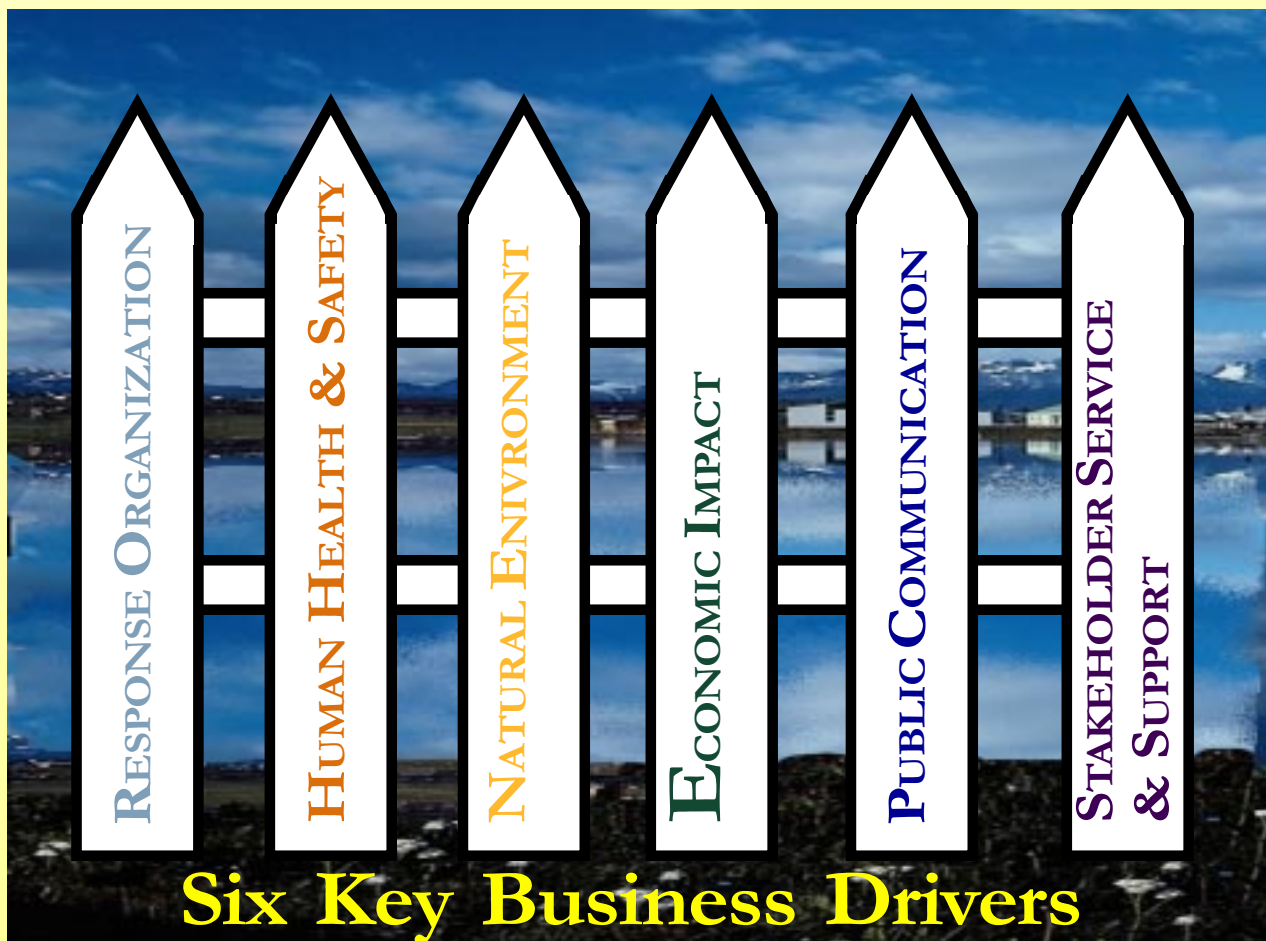 RESPONSE ORGANIZATION
HUMAN HEALTH & SAFETY
NATURAL ENIVRONMENT
ECONOMIC IMPACT
PUBLIC COMMUNICATION
STAKEHOLDER SERVICE
& SUPPORT
Six Key Business Drivers